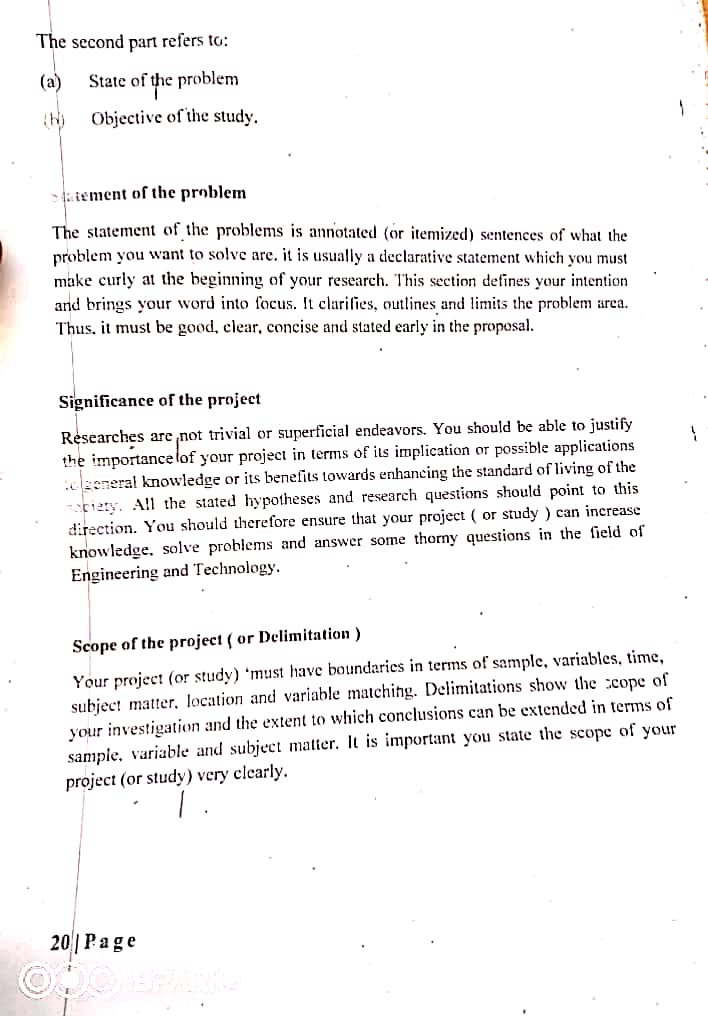 The second part refers to:
(a) State of the problem
(b) Objective of the study.
Statement of the problem
The statement of the problems is annotated (or itemized) sentences of what the
problem you want to solve are. it is usually a declarative statement which you must
make curly at the beginning of your research. This section defines your intention
and brings your word into focus. It clarifies, outlines and limits the problem area.
Thus, it must be good, clear, concise and stated early in the proposal.
Significance of the project
Researches are not trivial or superficial endeavors. You should be able to justify
the importance of your project in terms of its implication or possible applications
general knowledge or its benefits towards enhancing the standard of living of the
society. All the stated hypotheses and research questions should point to this
direction. You should therefore ensure that your project ( or study ) can increase
knowledge, solve problems and answer some thorny questions in the field of
Engineering and Technology.
Scope of the project ( or Delimitation )
Your project (or study) 'must have boundaries in terms of sample, variables, time,
subject matter, location and variable matching. Delimitations show the scope of
your investigation and the extent to which conclusions can be extended in terms of
sample, variable and subject matter. It is important you state the scope of your
project (or study) very clearly.
20 | Page